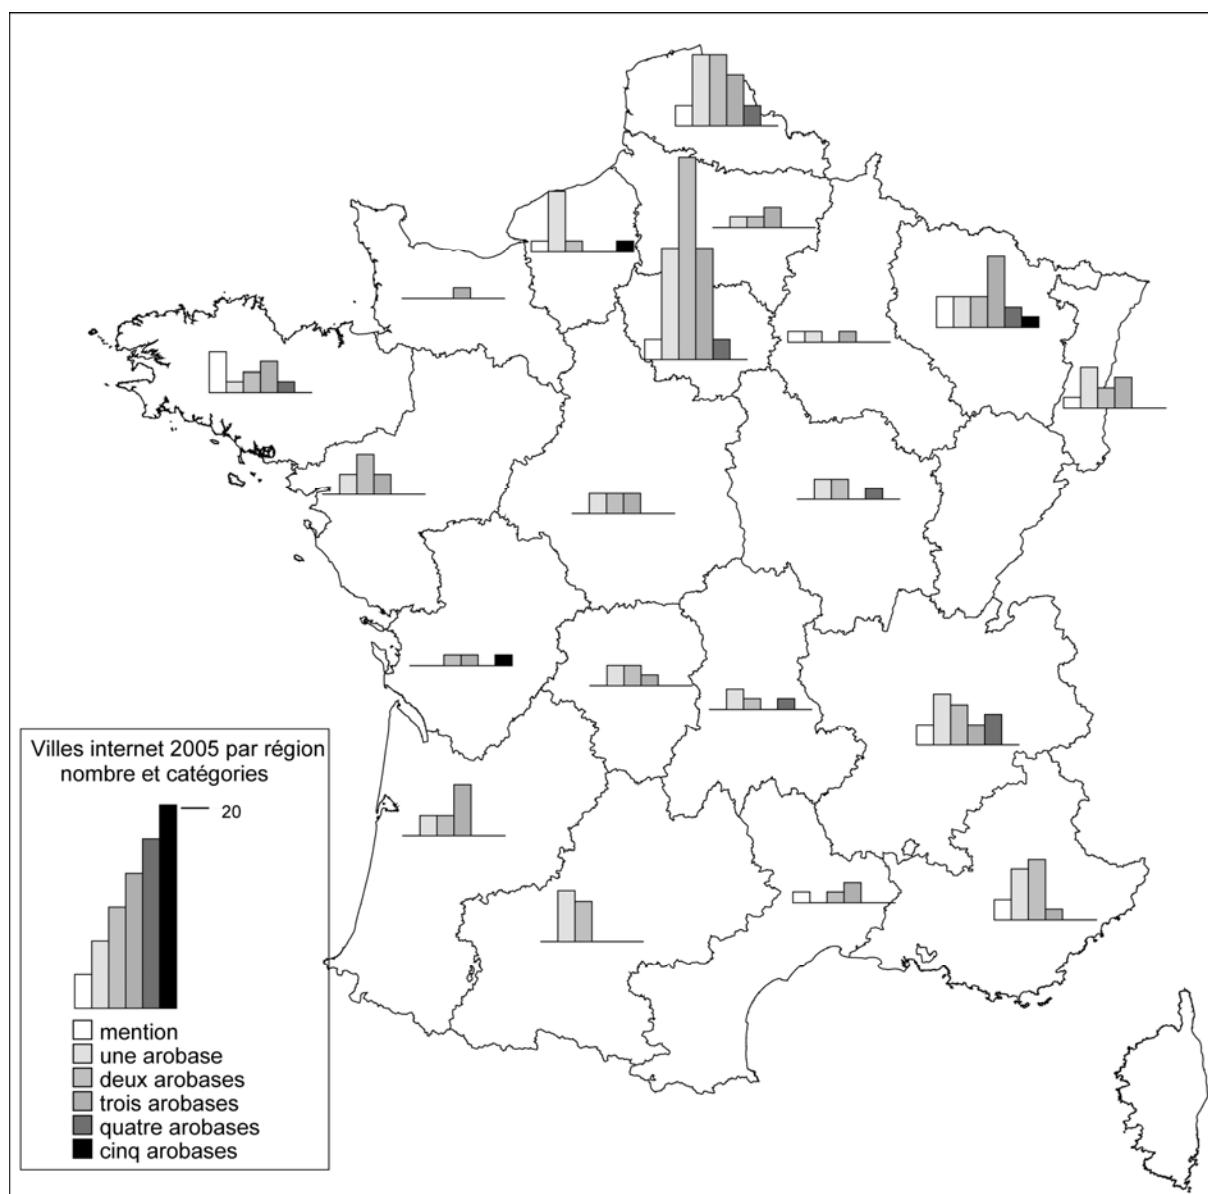 Villes internet 2005 par région
nombre et catégories
20
mention
une arobase
deux arobases
trois arobases
quatre arobases
cinq arobases